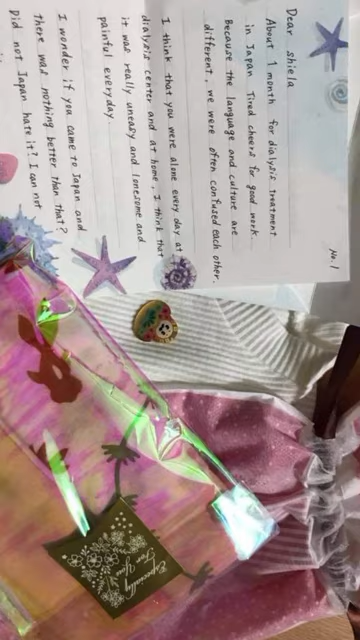 No.1
Dear shiela
About 1 month for dialysis treatment
in Japan Tired cheers for good work.
Because the language and culture are
different, we were often confused each other.
I think that you were alone every day at
dialysis center and at home, I think that
it was really uneasy and lonesome and
painful everyday.
I wonder if you came to Japan and
there was nothing better than that?
Did not Japan hate it? I can not
Especially
For You